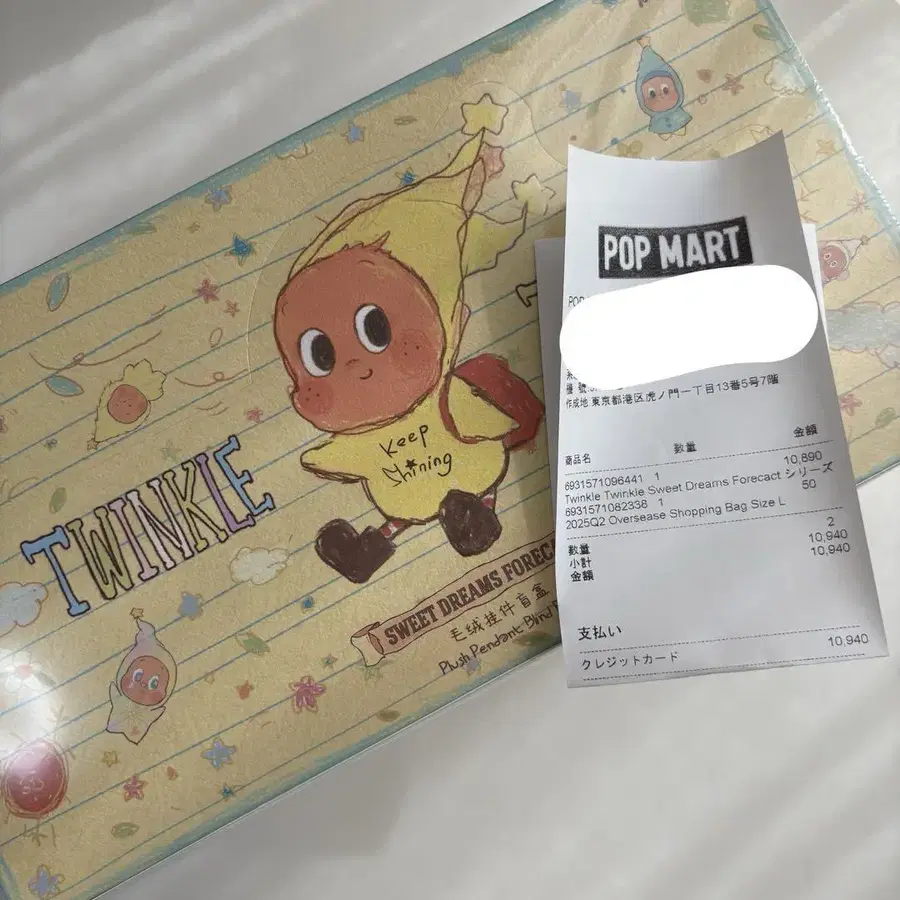 TWINKLE
Keep
Shining
SWEET DREAMS
毛绒挂件盲盒
Plush Pendant Blind
POP MART
作成地 東京都港区虎ノ門一丁目13番5号7階
商品名 数量 金額
6931571096441 1 10,890
Twinkle Twinkle Sweet Dreams Forecact シリーズ
6931571082338 1 50
2025Q2 Oversease Shopping Bag Size L
数量 2
小計 10,940
金額 10,940
支払い
クレジットカード 10,940